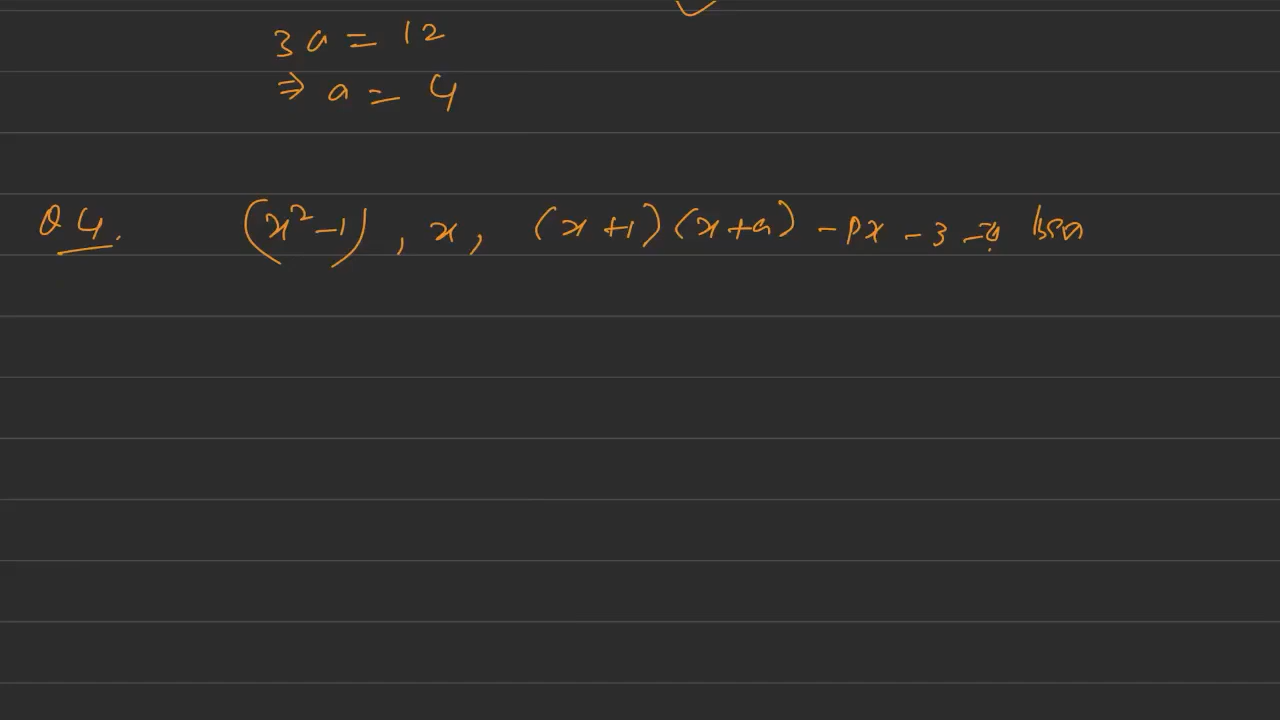 3a = 12
⇒ a = 4
Q4. (x²-1), x, (x+1)(x+a) - px - 3